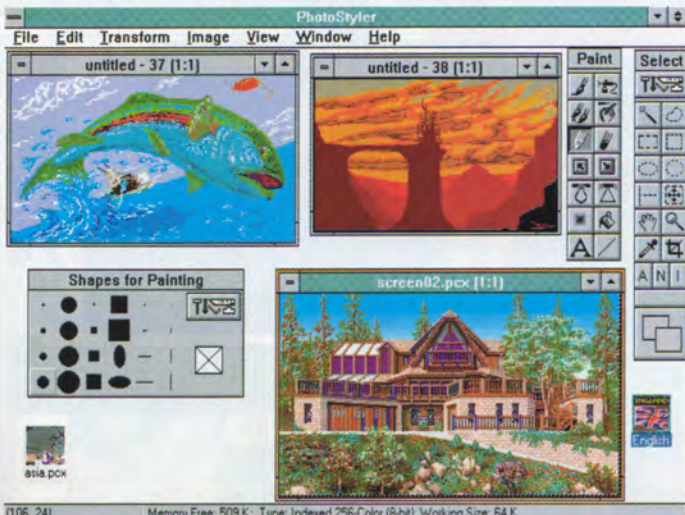 PhotoStyler
File Edit Transform Image View Window Help
untitled - 37 (1:1)
untitled - 38 (1:1)
Paint
Select
A
A N I
Shapes for Painting
screen02.pcx (1:1)
asia.pcx
ENGLAND
English
(106, 24) Memory Free: 509 K; Type: Indexed 256-Color (8-bit); Working Size: 64 K